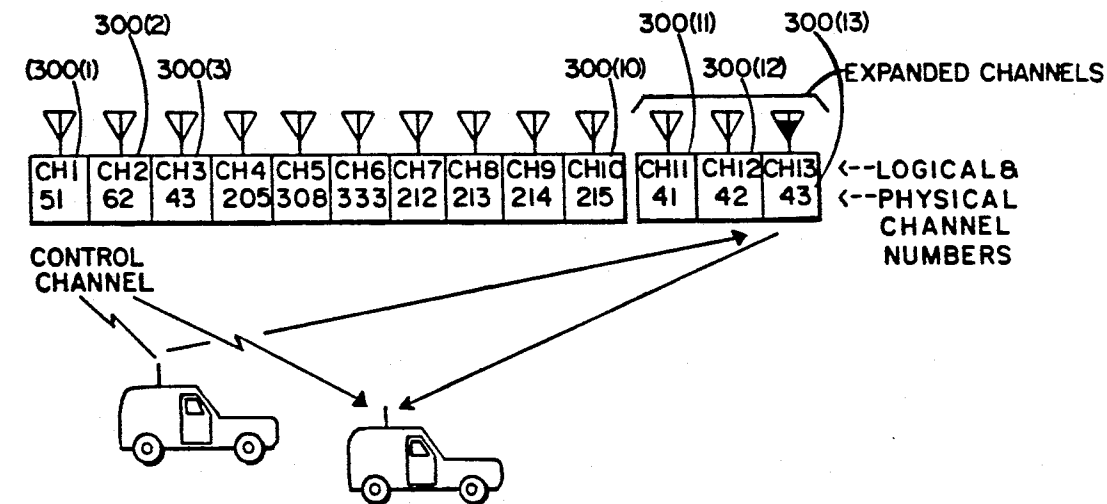 300(2)
300(11)
300(13)
(300(1)
300(3)
300(10)
300(12)
EXPANDED CHANNELS
CH1 CH2 CH3 CH4 CH5 CH6 CH7 CH8 CH9 CH10 CH11 CH12 CH13 <--LOGICAL&
51 62 43 205 308 333 212 213 214 215 41 42 43 <--PHYSICAL
CHANNEL
NUMBERS
CONTROL
CHANNEL